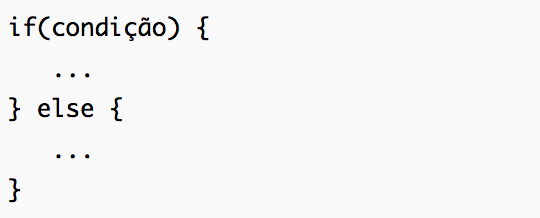 if(condição) {
   ...
} else {
   ...
}